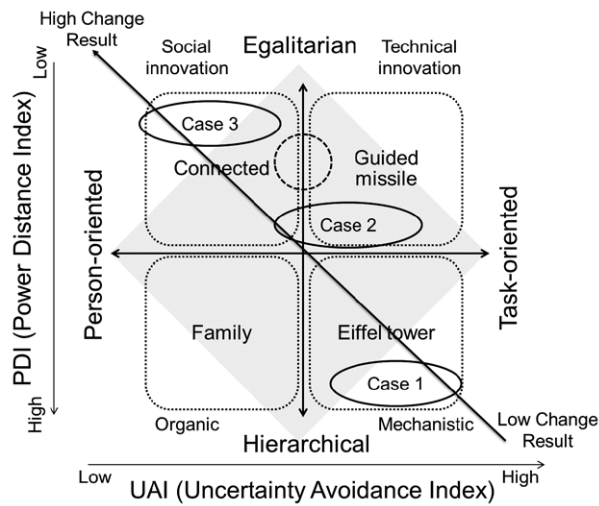 High Change
Result
Social
innovation
Egalitarian
Technical
innovation
Low
PDI (Power Distance Index)
High
Person-oriented
Task-oriented
Case 3
Connected
Guided
missile
Case 2
Family
Eiffel tower
Case 1
Organic
Hierarchical
Mechanistic
Low Change
Result
Low
UAI (Uncertainty Avoidance Index)
High